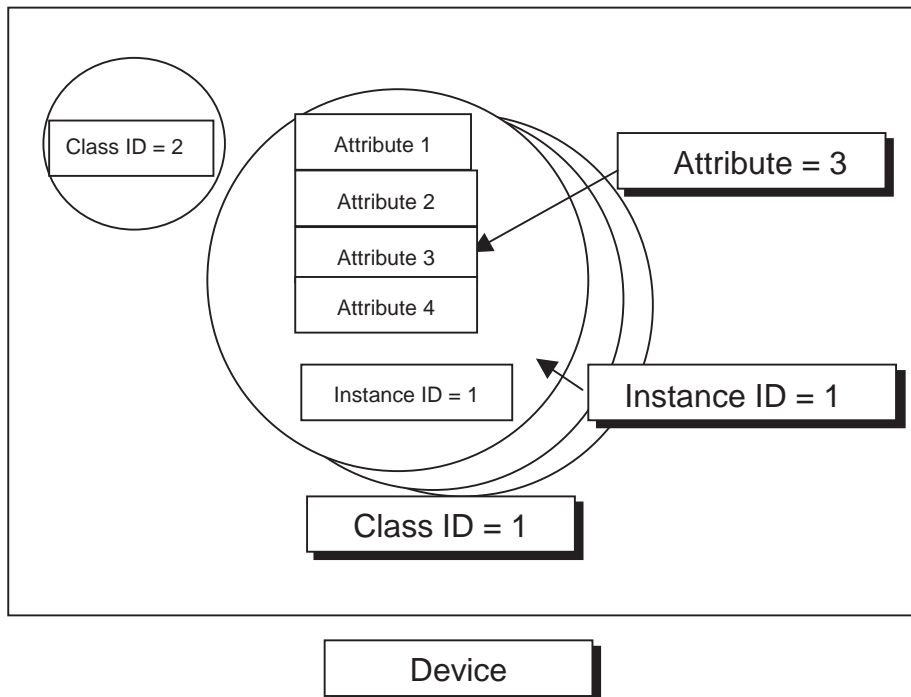 Class ID = 2
Attribute 1
Attribute 2
Attribute 3
Attribute 4
Attribute = 3
Instance ID = 1
Instance ID = 1
Class ID = 1
Device